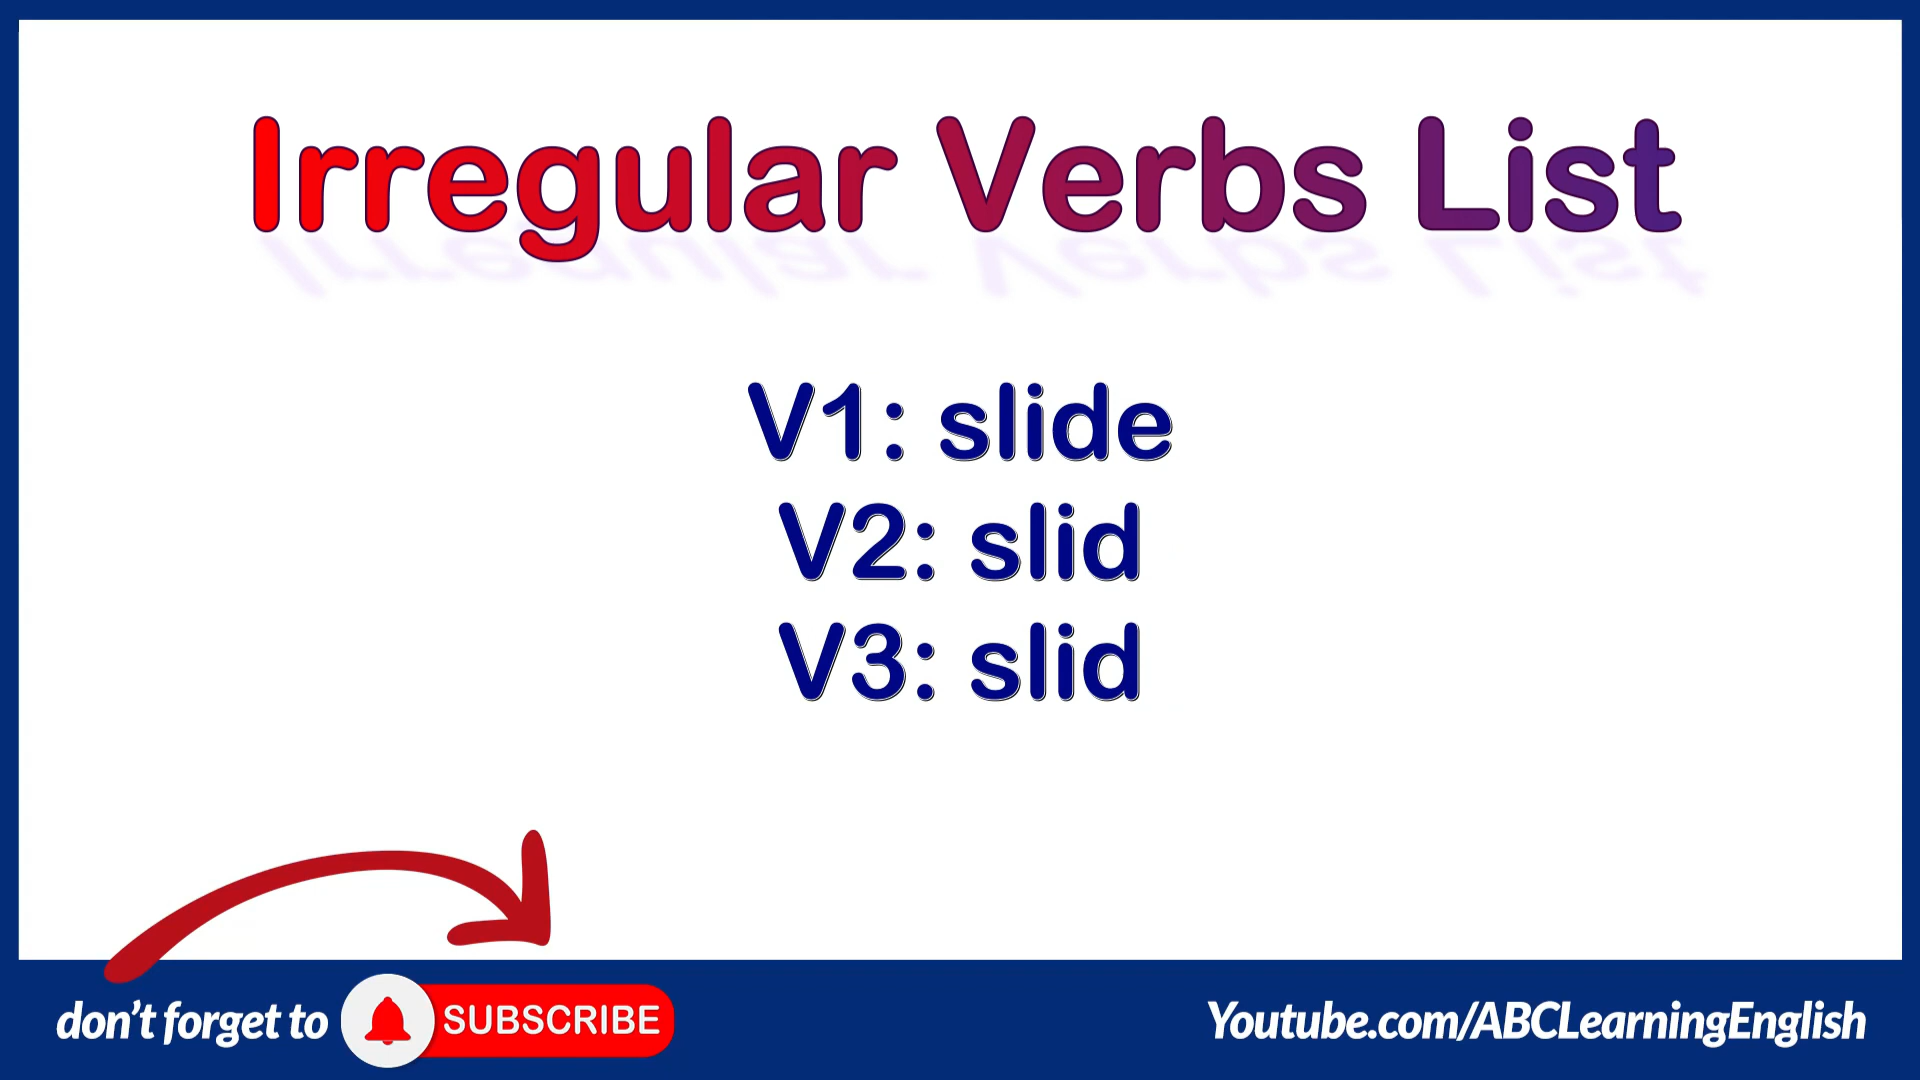 Irregular Verbs List
V1: slide
V2: slid
V3: slid
don't forget to SUBSCRIBE
Youtube.com/ABCLearningEnglish